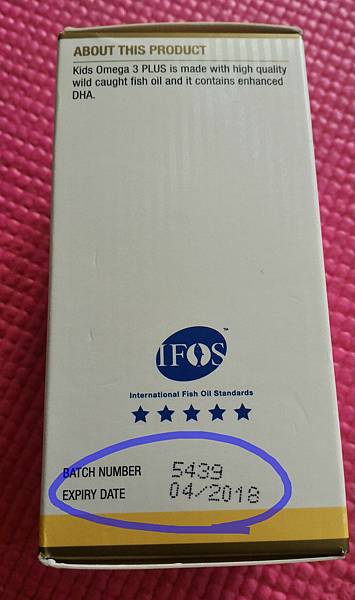 ABOUT THIS PRODUCT
Kids Omega 3 PLUS is made with high quality
wild caught fish oil and it contains enhanced
DHA.
IFOS™
International Fish Oil Standards
BATCH NUMBER 5439
EXPIRY DATE 04/2018